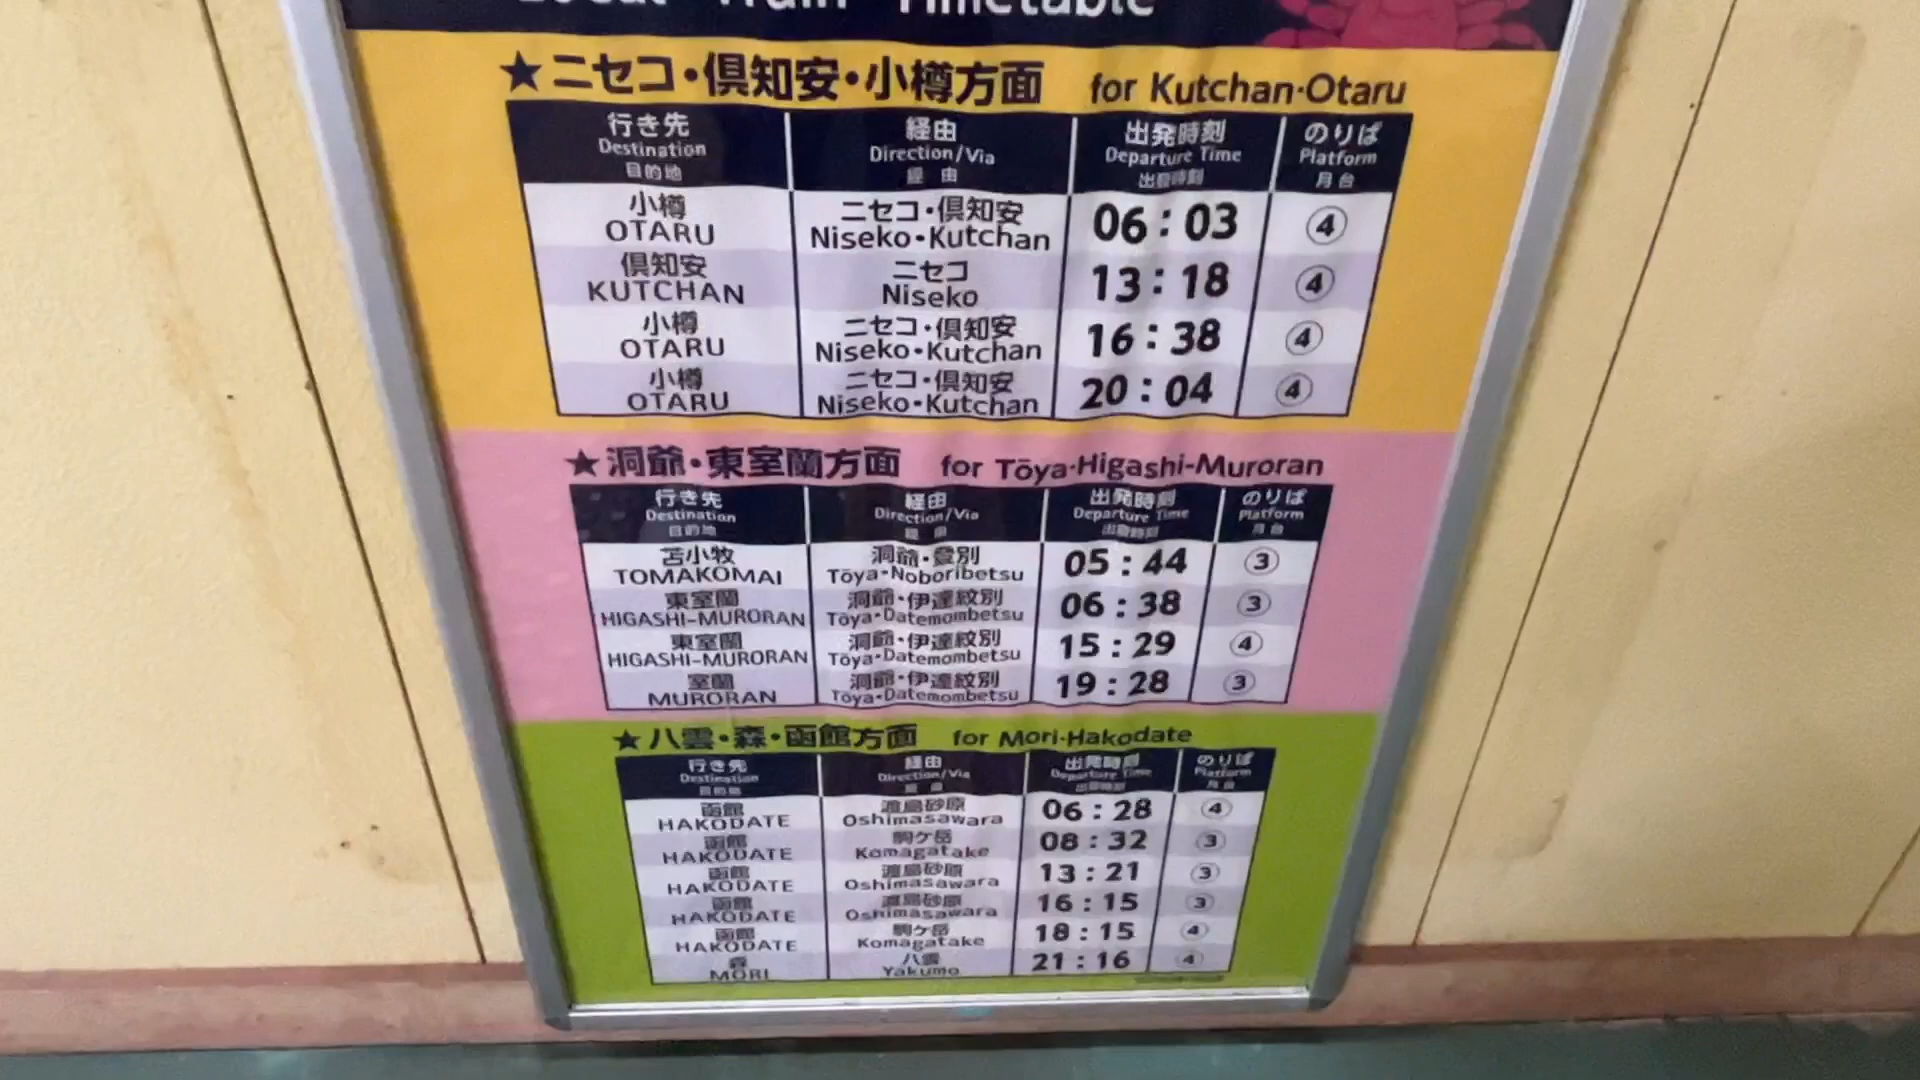 Local Train Timetable
★ニセコ・倶知安・小樽方面 for Kutchan·Otaru
行き先 経由 出発時刻 のりば
Destination Direction/Via Departure Time Platform
目的地 経 由 出發時刻 月台
小樽 ニセコ・倶知安 06:03 ④
OTARU Niseko・Kutchan
倶知安 ニセコ 13:18 ④
KUTCHAN Niseko
小樽 ニセコ・倶知安 16:38 ④
OTARU Niseko・Kutchan
小樽 ニセコ・倶知安 20:04 ④
OTARU Niseko・Kutchan
★洞爺・東室蘭方面 for Tōya·Higashi-Muroran
行き先 経由 出発時刻 のりば
Destination Direction/Via Departure Time Platform
目的地 経 由 出發時刻 月台
苫小牧 洞爺・登別 05:44 ③
TOMAKOMAI Tōya・Noboribetsu
東室蘭 洞爺・伊達紋別 06:38 ③
HIGASHI-MURORAN Tōya・Datemombetsu
東室蘭 洞爺・伊達紋別 15:29 ④
HIGASHI-MURORAN Tōya・Datemombetsu
室蘭 洞爺・伊達紋別 19:28 ③
MURORAN Tōya・Datemombetsu
★八雲・森・函館方面 for Mori·Hakodate
行き先 経由 出発時刻 のりば
Destination Direction/Via Departure Time Platform
目的地 経 由 出發時刻 月台
函館 渡島砂原 06:28 ④
HAKODATE Oshimasawara
函館 駒ケ岳 08:32 ③
HAKODATE Komagatake
函館 渡島砂原 13:21 ③
HAKODATE Oshimasawara
函館 渡島砂原 16:15 ③
HAKODATE Oshimasawara
函館 駒ケ岳 18:15 ④
HAKODATE Komagatake
森 八雲 21:16 ④
MORI Yakumo